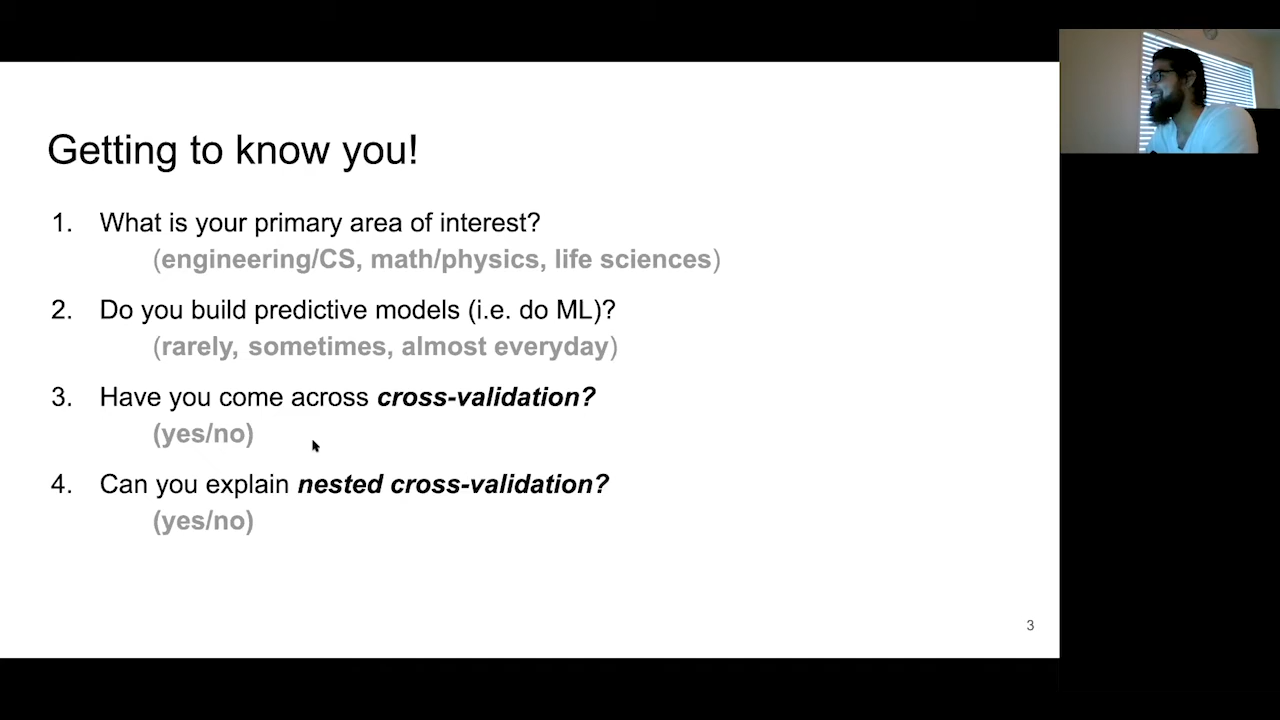 Getting to know you!
1. What is your primary area of interest?
(engineering/CS, math/physics, life sciences)
2. Do you build predictive models (i.e. do ML)?
(rarely, sometimes, almost everyday)
3. Have you come across cross-validation?
(yes/no)
4. Can you explain nested cross-validation?
(yes/no)
3